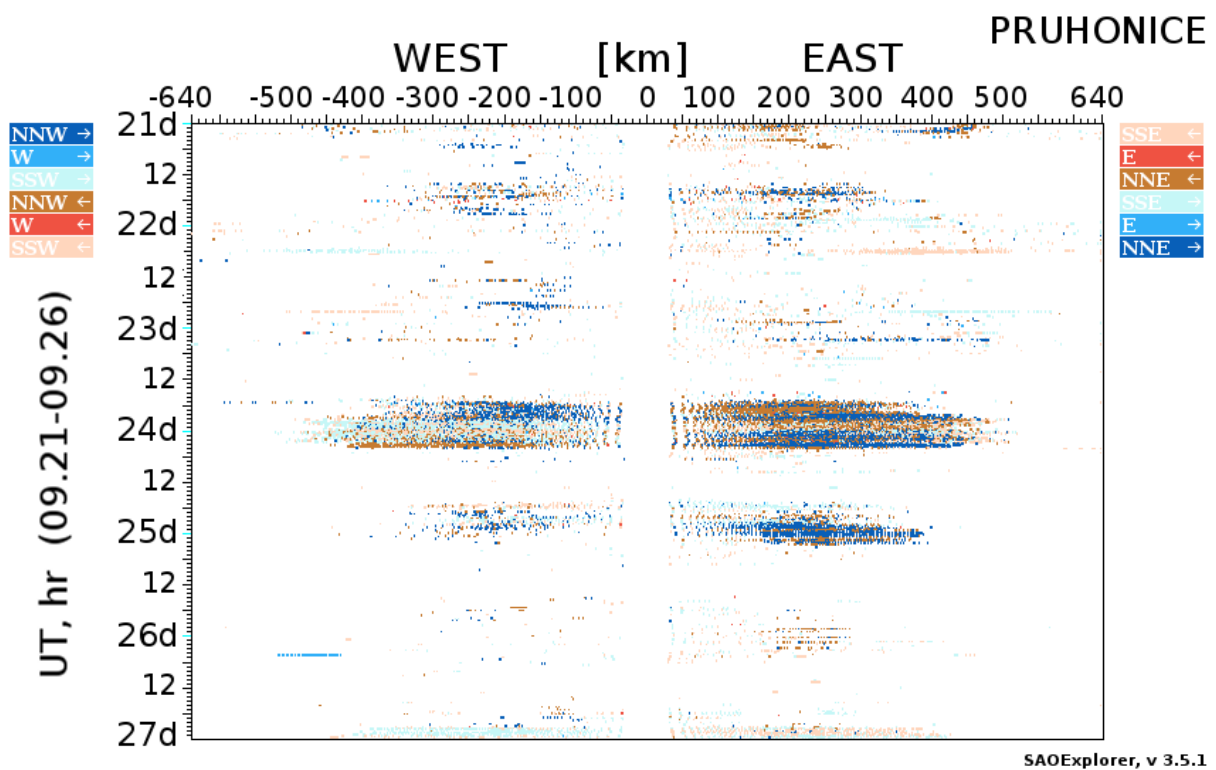 PRUHONICE
WEST [km] EAST
-640 -500 -400 -300 -200 -100 0 100 200 300 400 500 640
NNW →
W →
SSW →
NNW ←
W ←
SSW ←
SSE ←
E ←
NNE ←
SSE →
E →
NNE →
21d
12
22d
12
23d
12
24d
12
25d
12
26d
12
27d
UT, hr (09.21-09.26)
SAOExplorer, v 3.5.1